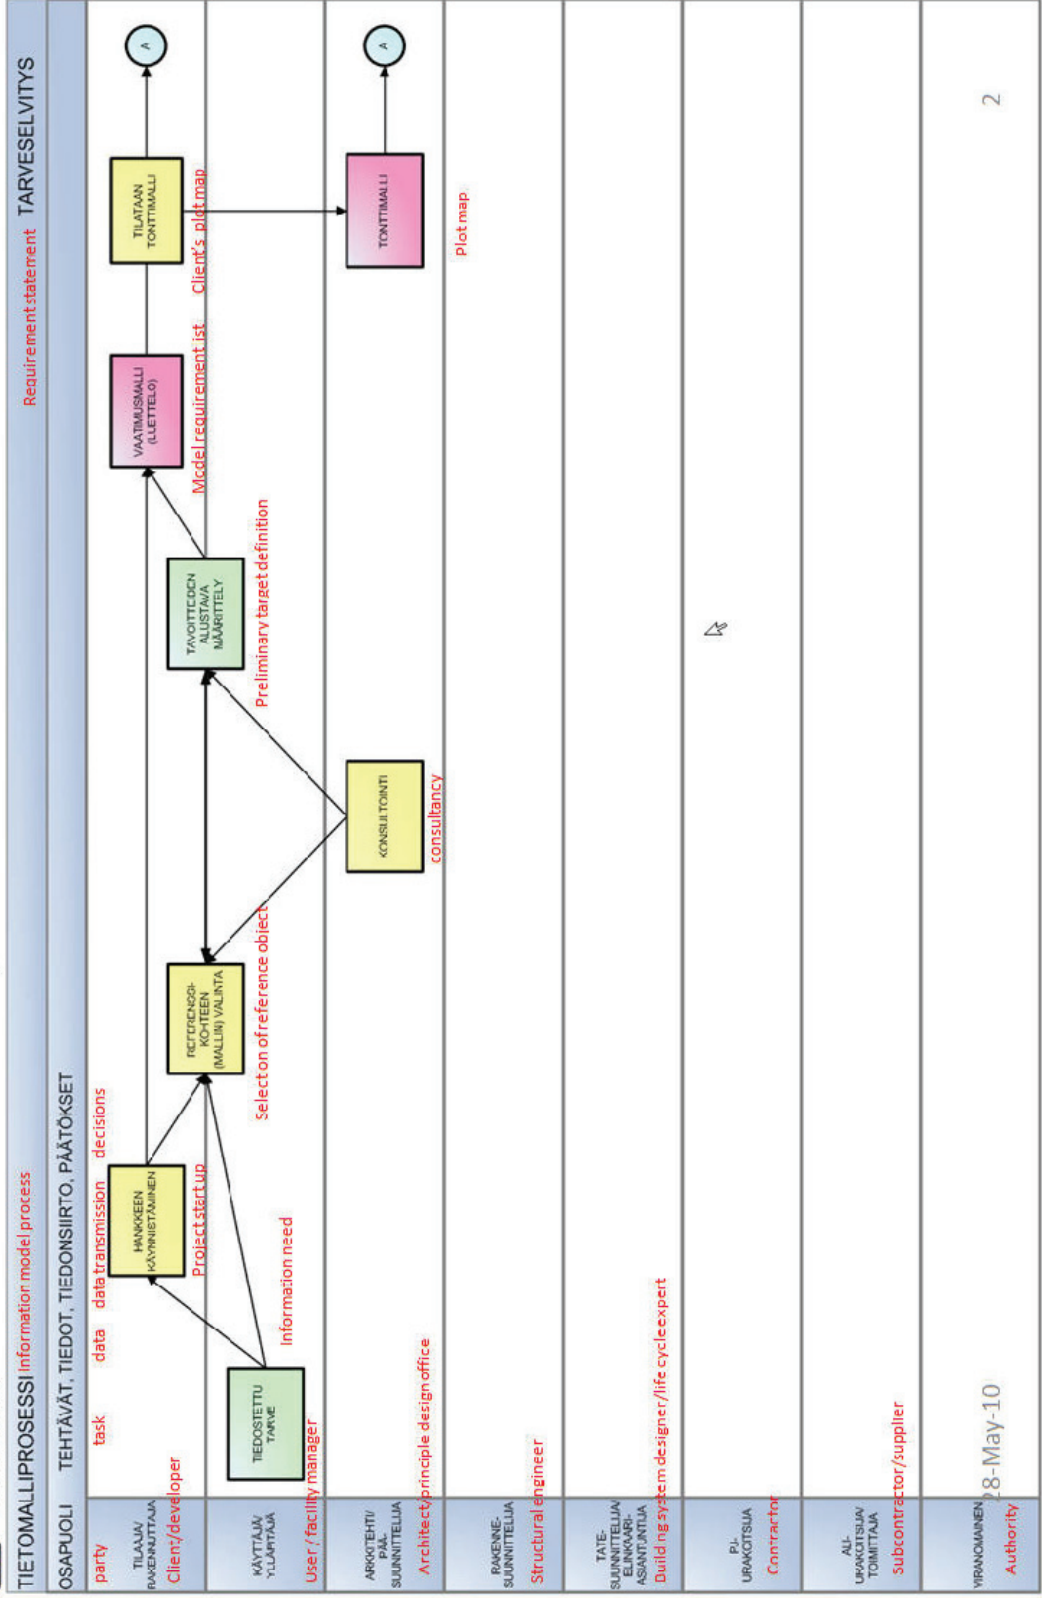 TIETOMALLIPROSESSI Information model process
Requirement statement TARVESELVITYS
OSAPUOLI TEHTÄVÄT, TIEDOT, TIEDONSIIRTO, PÄÄTÖKSET
party task data data transmission decisions
TILAAJA/
RAKENNUTTAJA
Client/developer
HANKKEEN
KÄYNNISTÄMINEN
Project start up
VAATIMUSMALLI
(LUETTELO)
Model requirement ist
TILATAAN
TONTTIMALLI
Client's plot map
A
KÄYTTÄJÄ/
YLLÄPITÄJÄ
User / facility manager
TIEDOSTETTU
TARVE
Information need
REFERENSSI-
KOHTEEN
(MALLIN) VALINTA
Selection of reference object
TAVOITTEIDEN
ALUSTAVA
MÄÄRITTELY
Preliminary target definition
ARKKITEHTI/
PÄÄ-
SUUNNITTELIJA
Architect/principle design office
KONSULTOINTI
consultancy
TONTTIMALLI
Plot map
A
RAKENNE-
SUUNNITTELIJA
Structural engineer
TATE-
SUUNNITTELIJA/
ELINKAARI-
ASIANTUNTIJA
Building system designer/life cycle expert
PJ-
URAKOITSIJA
Contractor
ALI-
URAKOITSIJA/
TOIMITTAJA
Subcontractor/supplier
VIRANOMAINEN
Authority
28-May-10
2